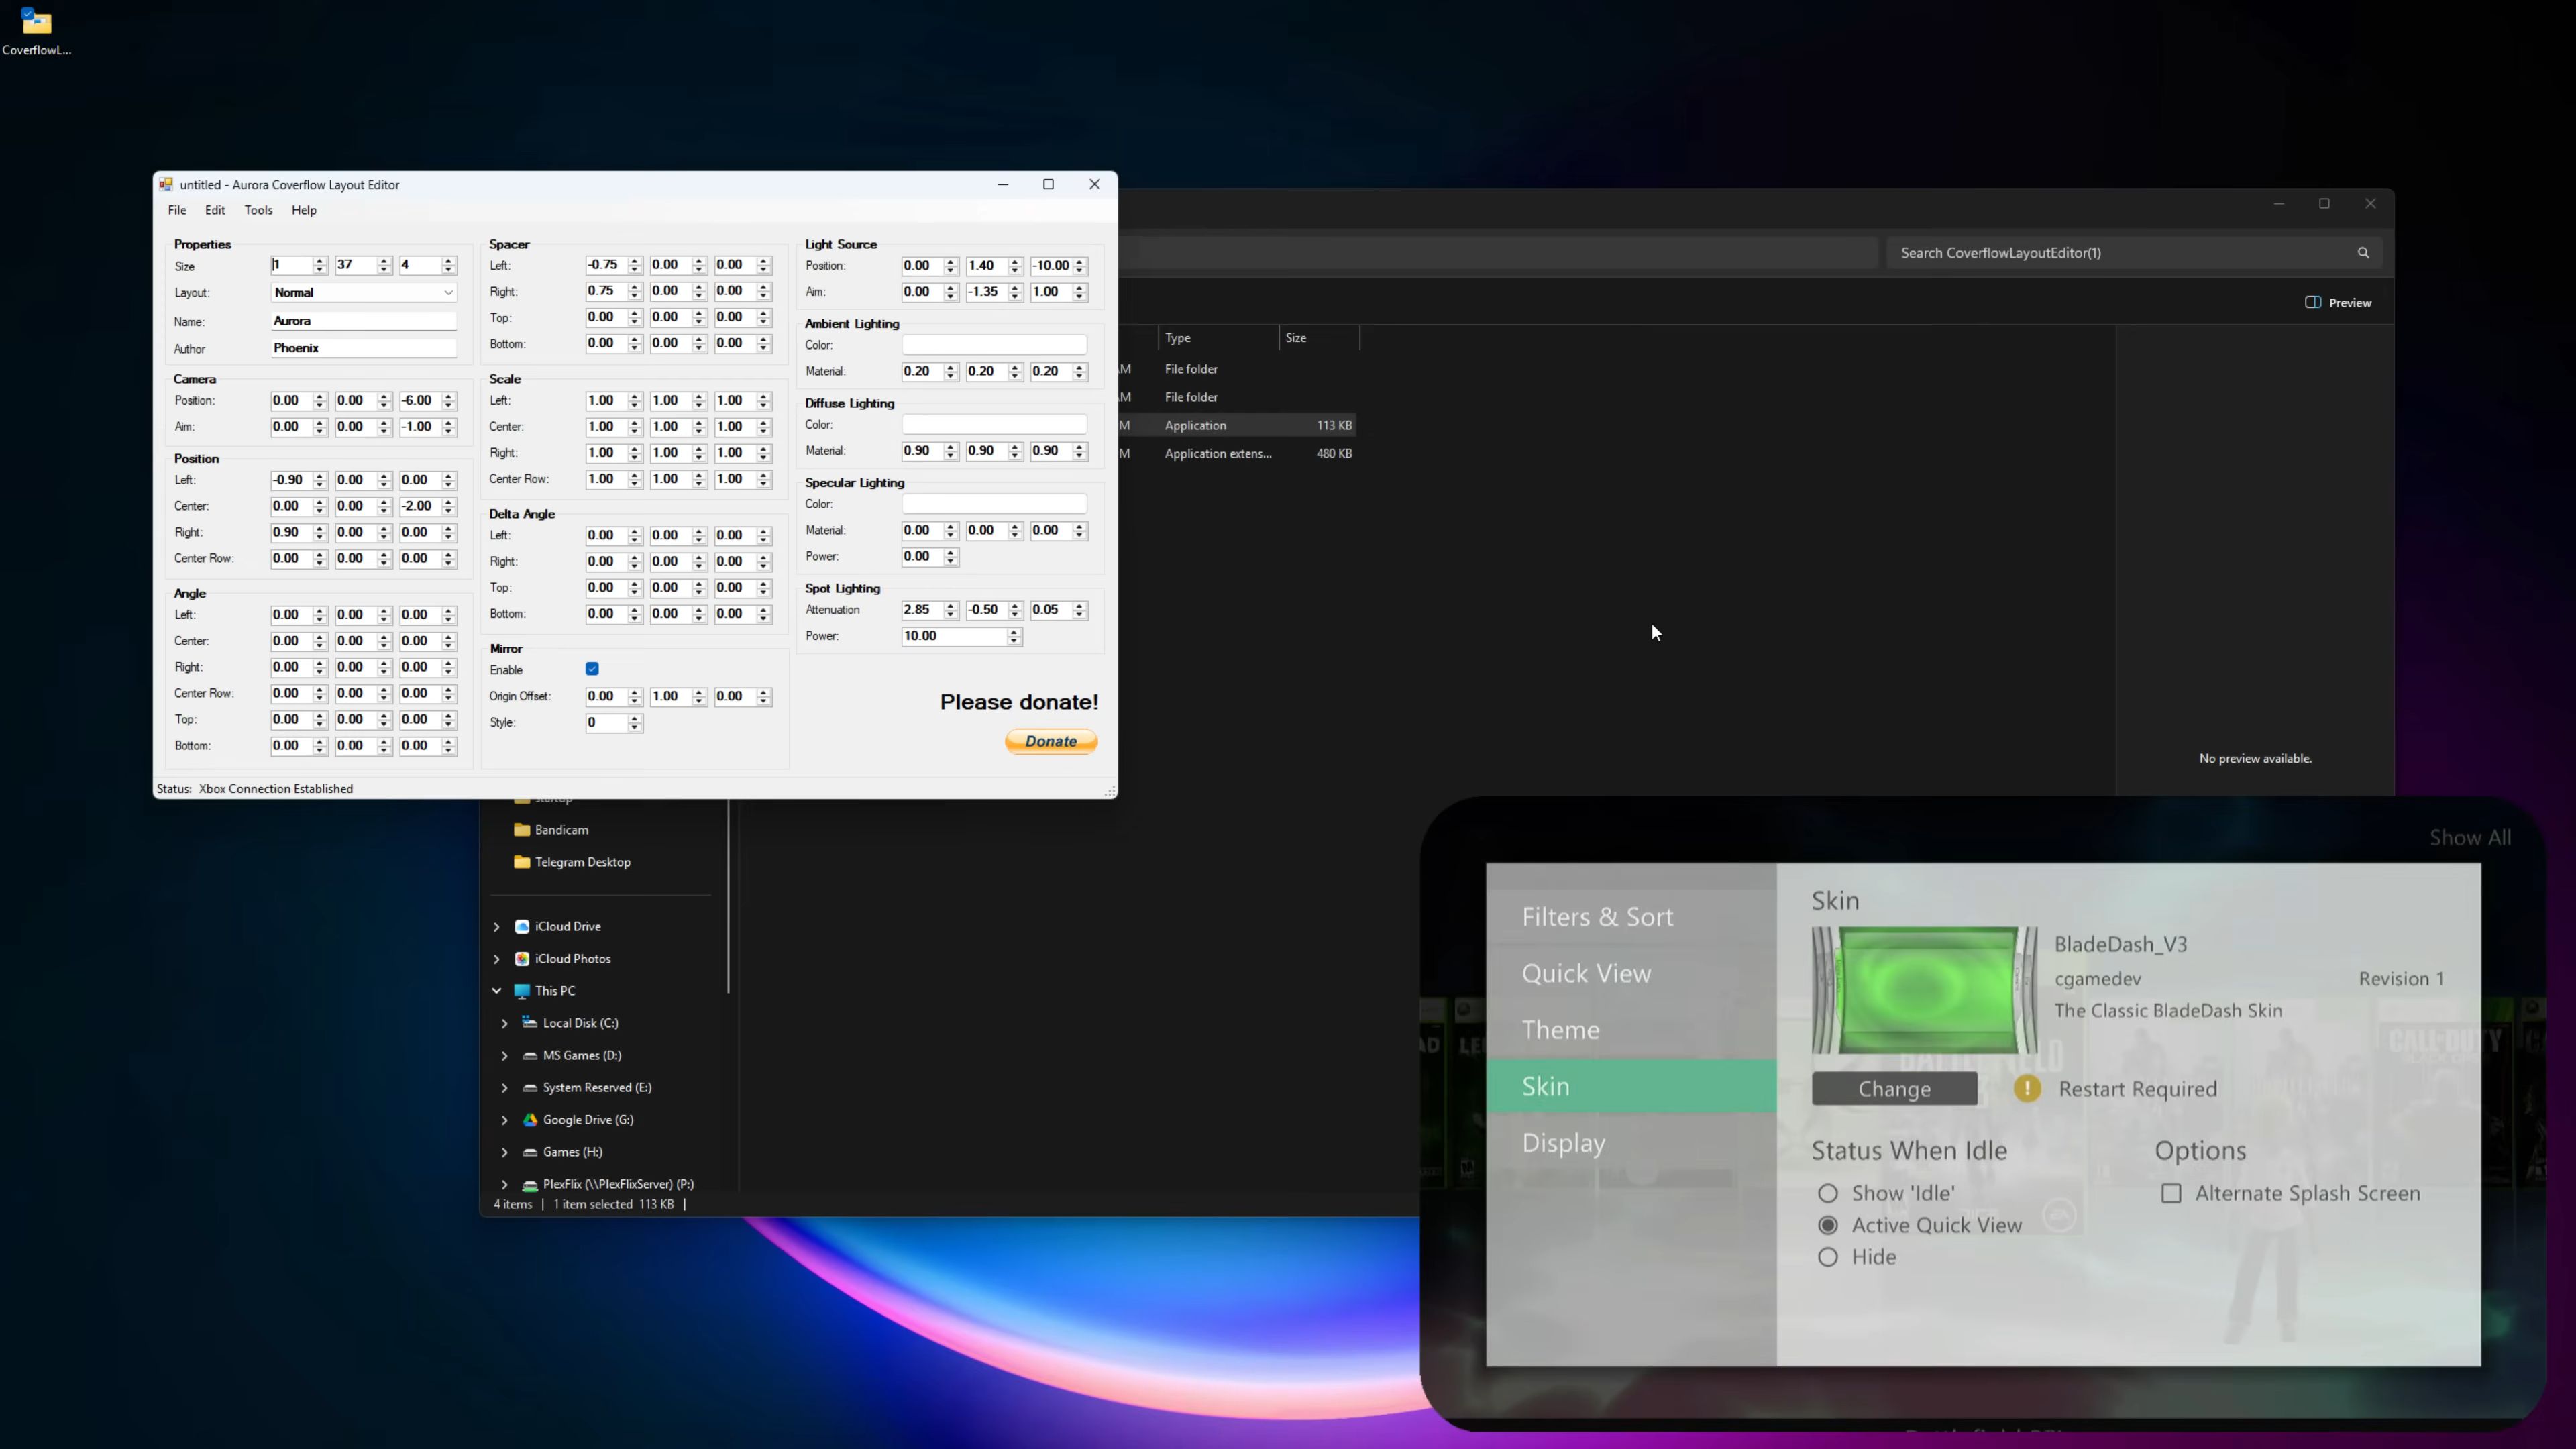 CoverflowL...
untitled - Aurora Coverflow Layout Editor
File Edit Tools Help
Properties
Size 1 37 4
Layout: Normal
Name: Aurora
Author Phoenix
Camera
Position: 0.00 0.00 -6.00
Aim: 0.00 0.00 -1.00
Position
Left: -0.90 0.00 0.00
Center: 0.00 0.00 -2.00
Right: 0.90 0.00 0.00
Center Row: 0.00 0.00 0.00
Angle
Left: 0.00 0.00 0.00
Center: 0.00 0.00 0.00
Right: 0.00 0.00 0.00
Center Row: 0.00 0.00 0.00
Top: 0.00 0.00 0.00
Bottom: 0.00 0.00 0.00
Spacer
Left: -0.75 0.00 0.00
Right: 0.75 0.00 0.00
Top: 0.00 0.00 0.00
Bottom: 0.00 0.00 0.00
Scale
Left: 1.00 1.00 1.00
Center: 1.00 1.00 1.00
Right: 1.00 1.00 1.00
Center Row: 1.00 1.00 1.00
Delta Angle
Left: 0.00 0.00 0.00
Right: 0.00 0.00 0.00
Top: 0.00 0.00 0.00
Bottom: 0.00 0.00 0.00
Mirror
Enable
Origin Offset: 0.00 1.00 0.00
Style: 0
Light Source
Position: 0.00 1.40 -10.00
Aim: 0.00 -1.35 1.00
Ambient Lighting
Color:
Material: 0.20 0.20 0.20
Diffuse Lighting
Color:
Material: 0.90 0.90 0.90
Specular Lighting
Color:
Material: 0.00 0.00 0.00
Power: 0.00
Spot Lighting
Attenuation 2.85 -0.50 0.05
Power: 10.00
Please donate!
Donate
Status: Xbox Connection Established
Search CoverflowLayoutEditor(1)
Preview
Type Size
M File folder
M File folder
M Application 113 KB
M Application extens... 480 KB
No preview available.
startup
Bandicam
Telegram Desktop
iCloud Drive
iCloud Photos
This PC
Local Disk (C:)
MS Games (D:)
System Reserved (E:)
Google Drive (G:)
Games (H:)
PlexFlix (\\PlexFlixServer) (P:)
4 items 1 item selected 113 KB
Show All
Filters & Sort
Quick View
Theme
Skin
Display
Skin
BladeDash_V3
cgamedev Revision 1
The Classic BladeDash Skin
CALL·DUTY
Change ! Restart Required
Status When Idle
Show 'Idle'
Active Quick View
Hide
Options
Alternate Splash Screen
EA